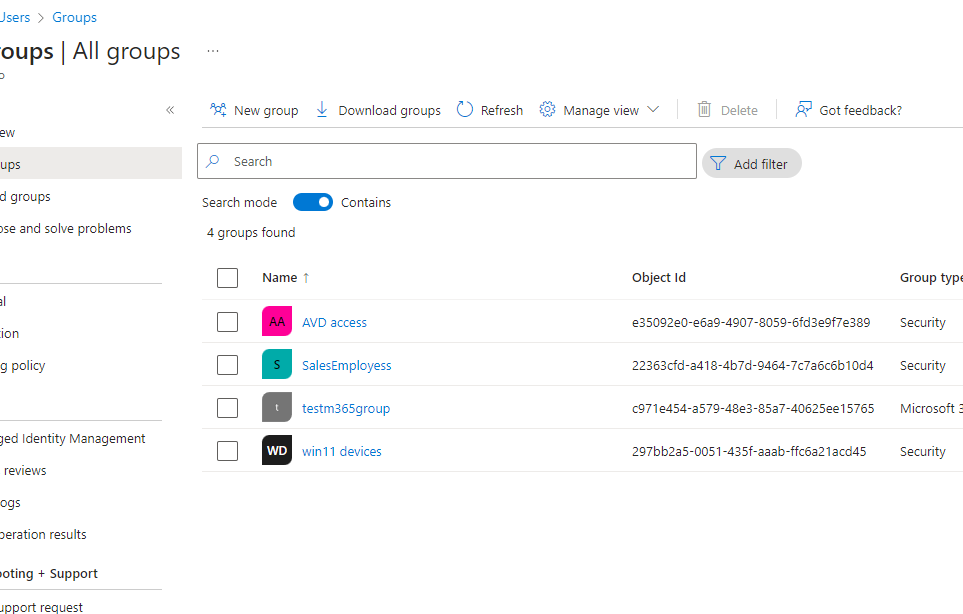 Users > Groups
roups | All groups ...
«
New group Download groups Refresh Manage view Delete Got feedback?
ew
ups
d groups
ose and solve problems
al
tion
g policy
ged Identity Management
reviews
ogs
peration results
oting + Support
upport request
Search
Add filter
Search mode Contains
4 groups found
Name ↑ Object Id Group type
AA AVD access e35092e0-e6a9-4907-8059-6fd3e9f7e389 Security
S SalesEmployess 22363cfd-a418-4b7d-9464-7c7a6c6b10d4 Security
t testm365group c971e454-a579-48e3-85a7-40625ee15765 Microsoft 3
WD win11 devices 297bb2a5-0051-435f-aaab-ffc6a21acd45 Security